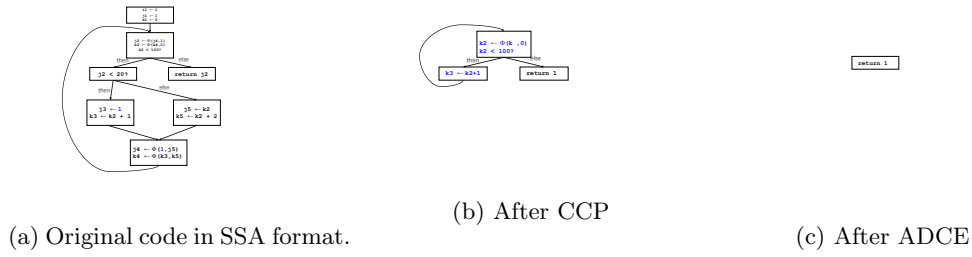 i1 ← 1
j1 ← 1
k1 ← 0
j2 ← Φ(j4,1)
k2 ← Φ(k4,0)
k2 < 100?
then
else
j2 < 20?
return j2
then
else
j3 ← 1
k3 ← k2 + 1
j5 ← k2
k5 ← k2 + 2
j4 ← Φ(1,j5)
k4 ← Φ(k3,k5)
(a) Original code in SSA format.
k2 ← Φ(k ,0)
k2 < 100?
then
else
k3 ← k2+1
return 1
(b) After CCP
return 1
(c) After ADCE